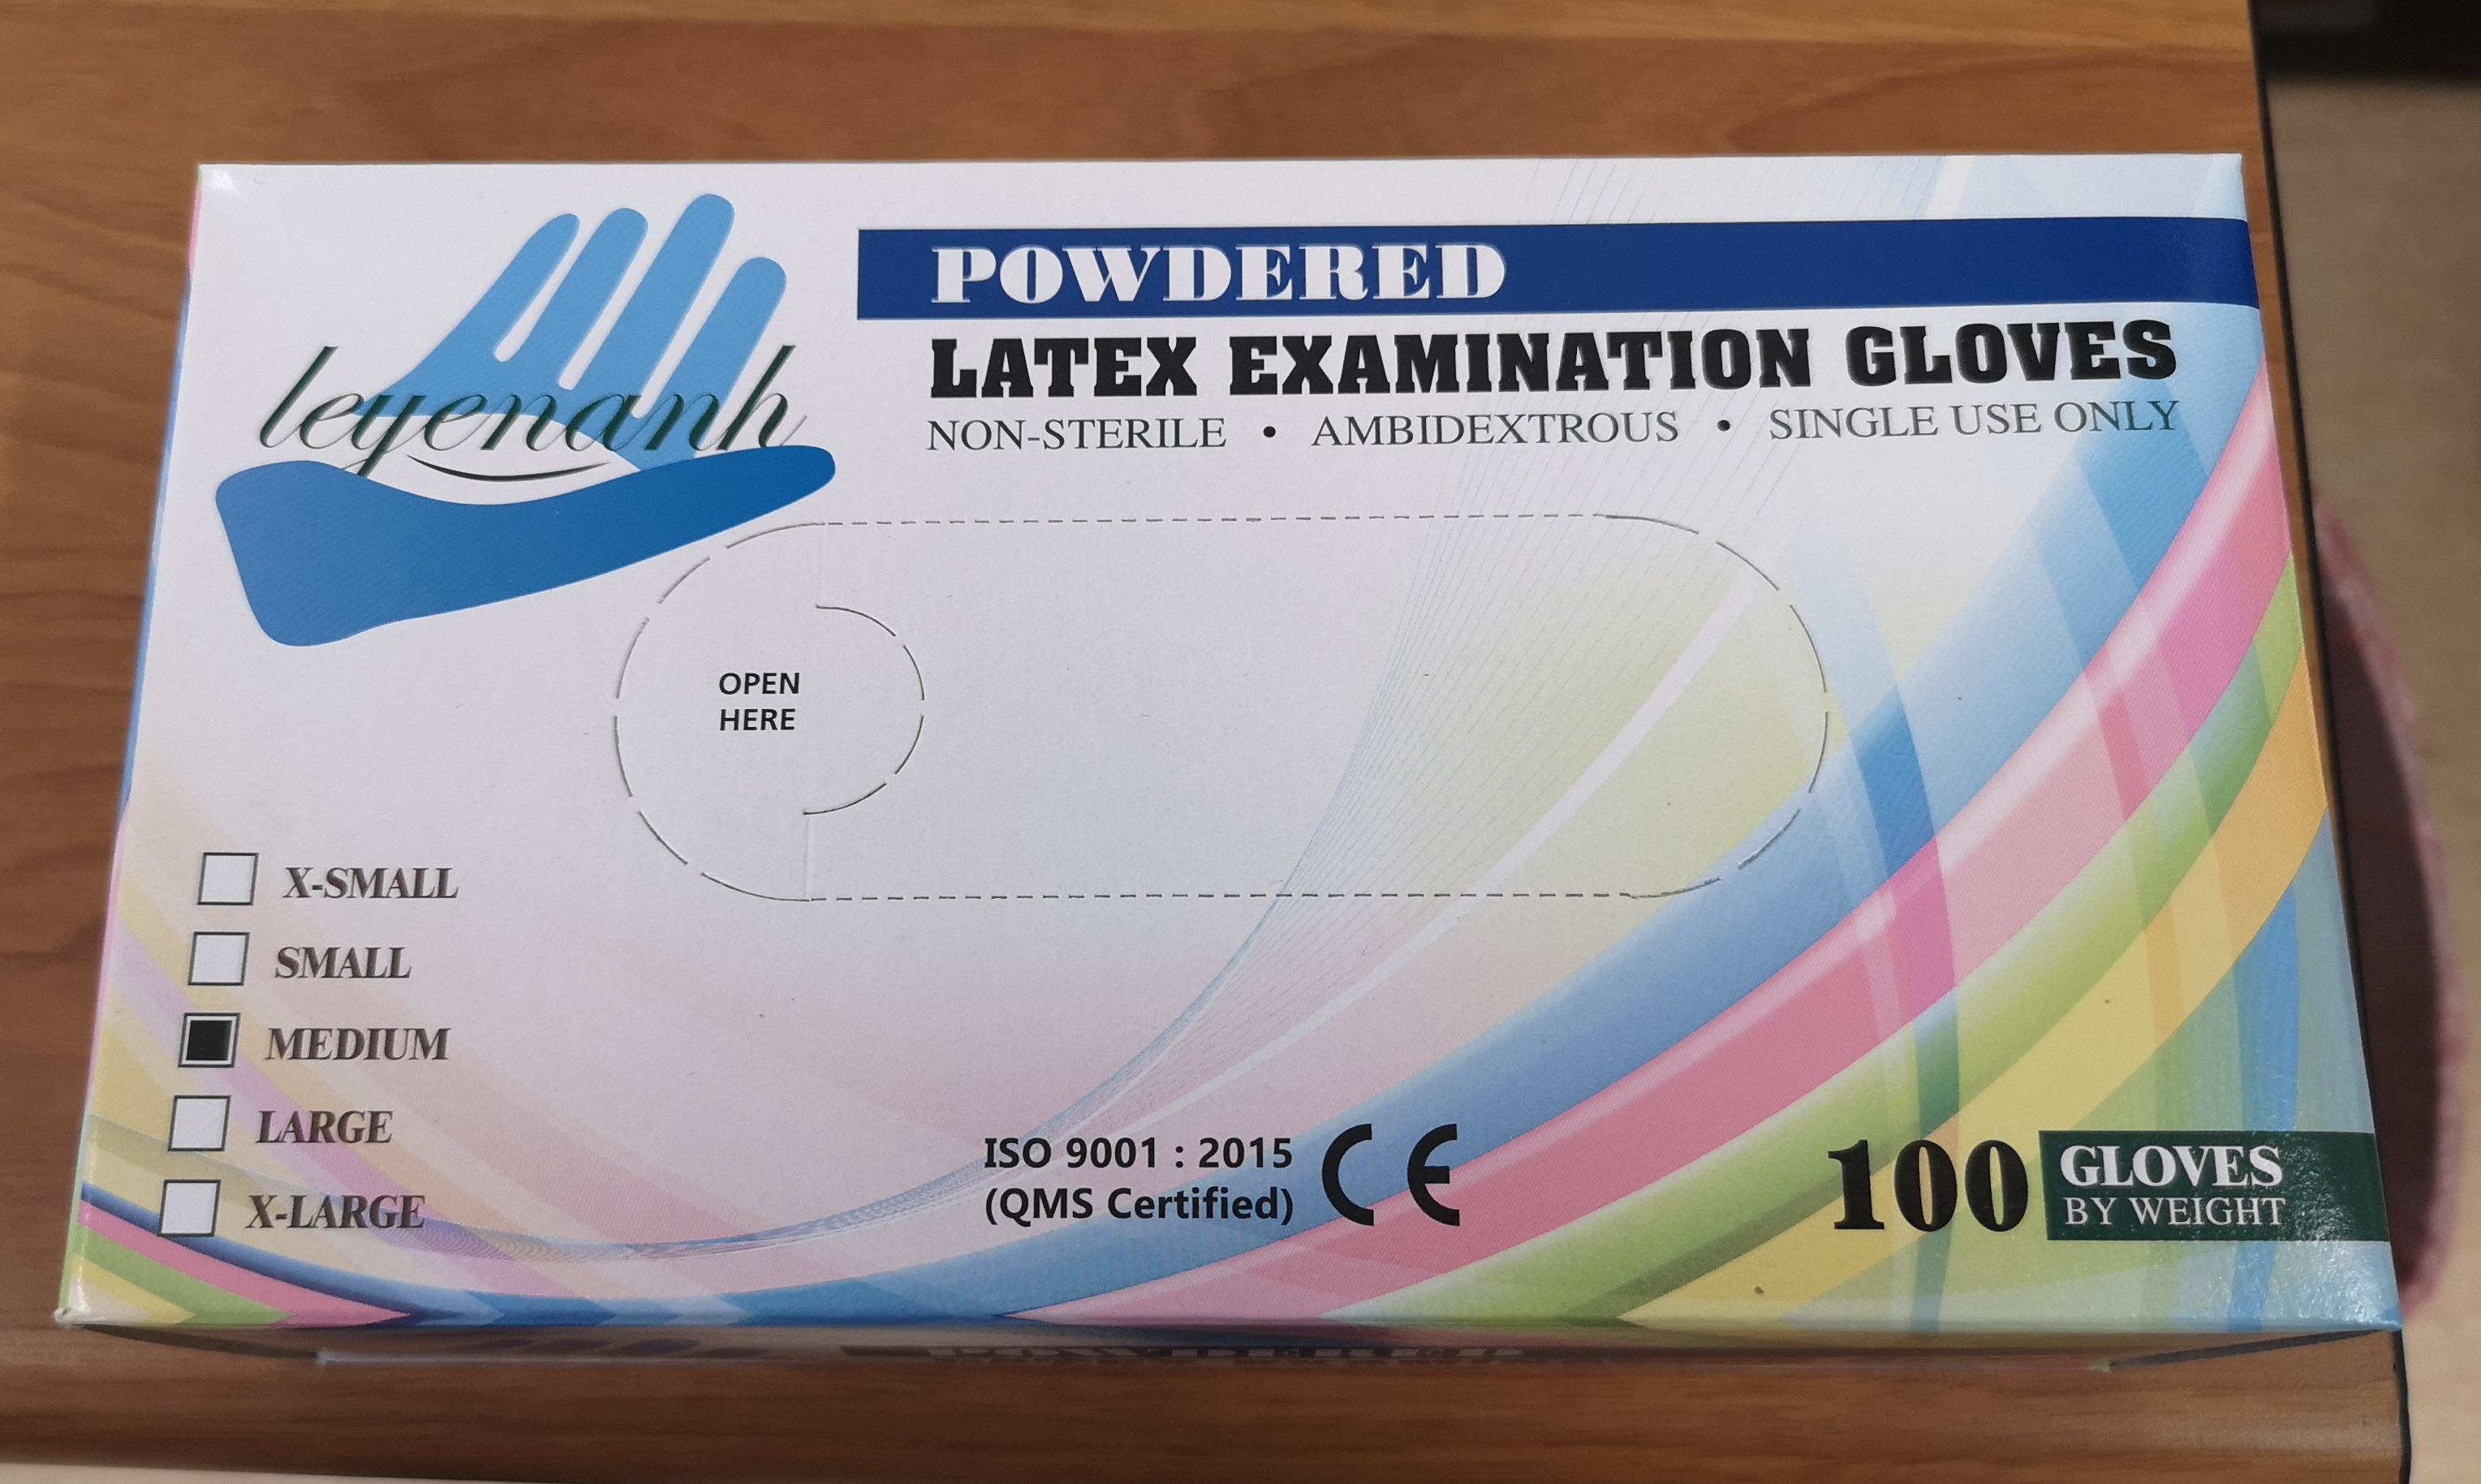 leyenanh
POWDERED
LATEX EXAMINATION GLOVES
NON-STERILE • AMBIDEXTROUS • SINGLE USE ONLY
OPEN
HERE
X-SMALL
SMALL
MEDIUM
LARGE
X-LARGE
ISO 9001 : 2015
(QMS Certified)
CE
100 GLOVES
BY WEIGHT
POWDERED